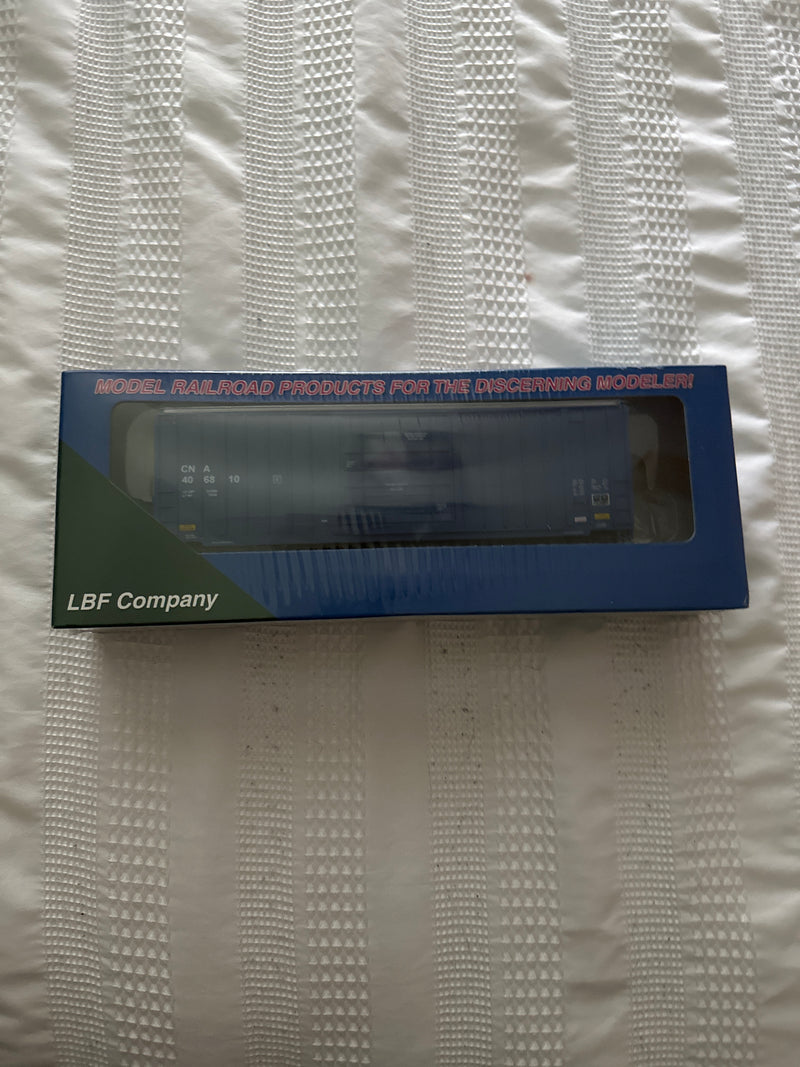 MODEL RAILROAD PRODUCTS FOR THE DISCERNING MODELER!
CN A
40 68 10
LBF Company